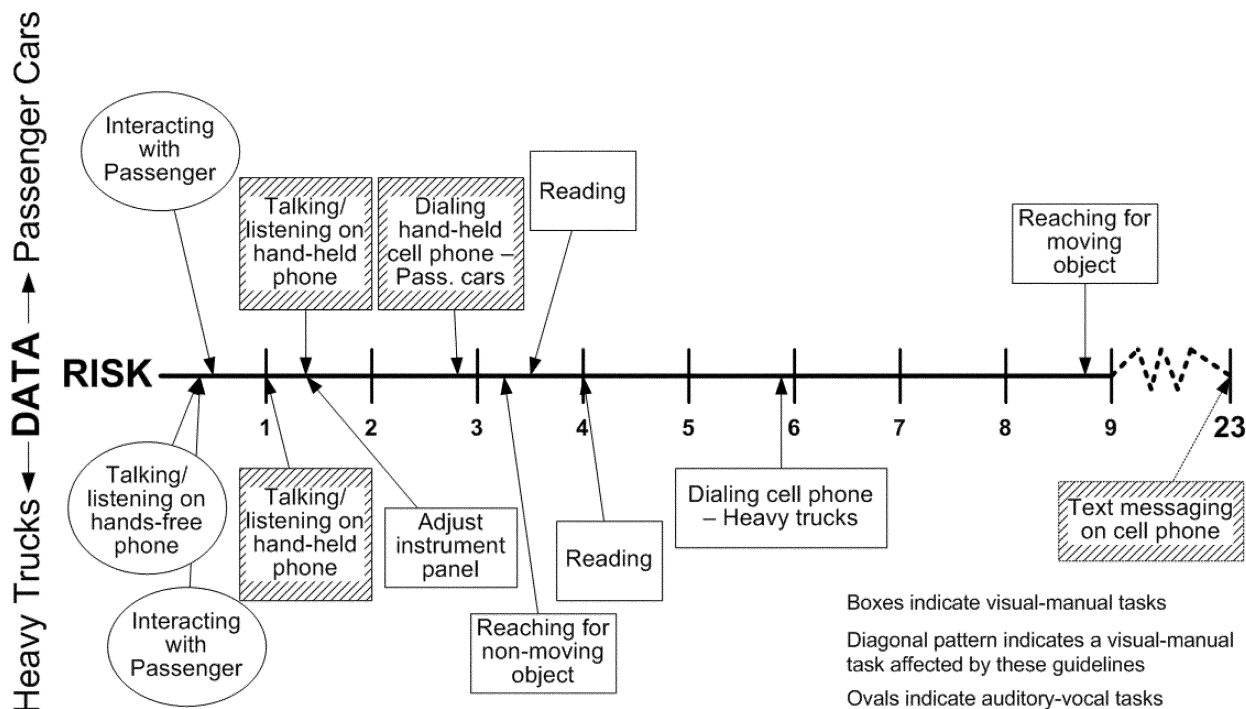 Heavy Trucks DATA Passenger Cars
Interacting
with
Passenger
Talking/
listening on
hand-held
phone
Dialing
hand-held
cell phone –
Pass. cars
Reading
Reaching for
moving
object
RISK
1
2
3
4
5
6
7
8
9
23
Talking/
listening on
hands-free
phone
Interacting
with
Passenger
Talking/
listening on
hand-held
phone
Adjust
instrument
panel
Reaching for
non-moving
object
Reading
Dialing cell phone
– Heavy trucks
Text messaging
on cell phone
Boxes indicate visual-manual tasks
Diagonal pattern indicates a visual-manual
task affected by these guidelines
Ovals indicate auditory-vocal tasks